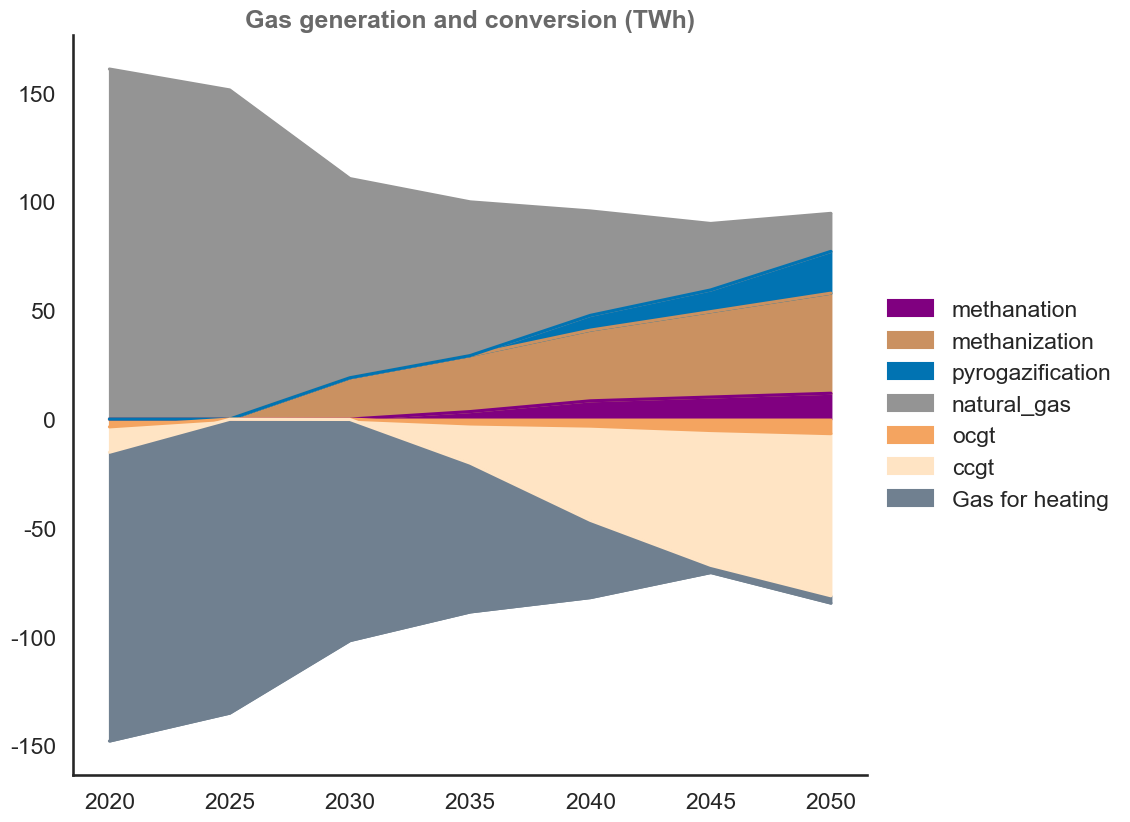 Gas generation and conversion (TWh)
150
100
50
0
-50
-100
-150
2020 2025 2030 2035 2040 2045 2050
methanation
methanization
pyrogazification
natural_gas
ocgt
ccgt
Gas for heating